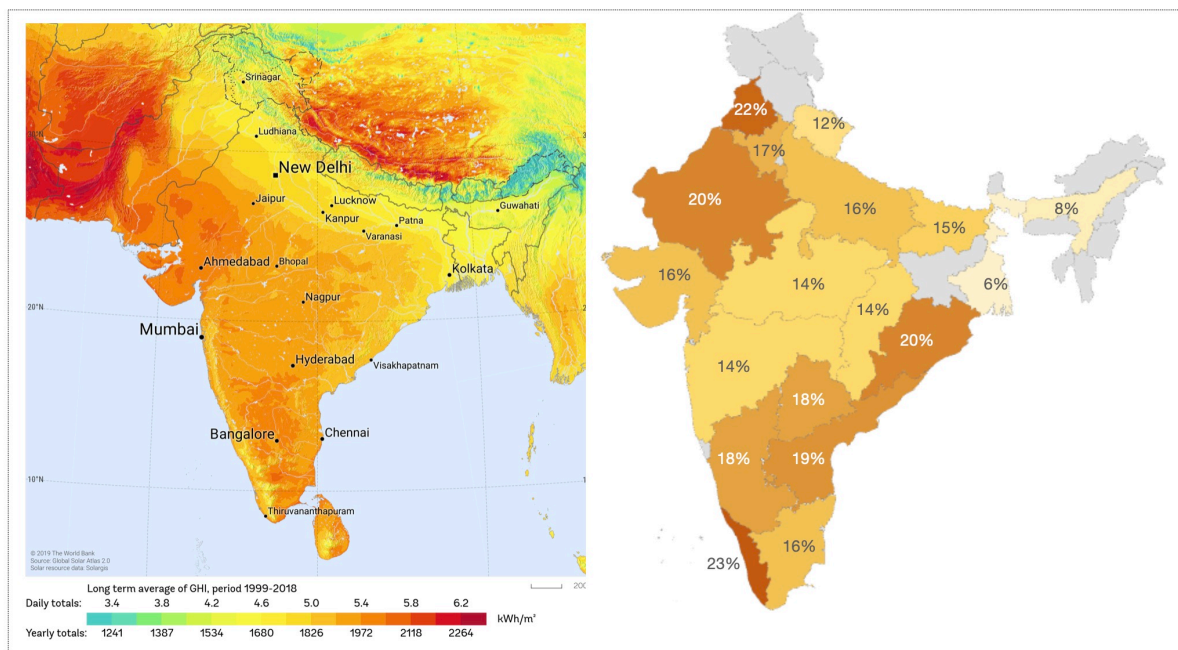 Srinagar
30°N
Ludhiana
New Delhi
Jaipur
Lucknow
Kanpur
Patna
Guwahati
Varanasi
Ahmedabad
Bhopal
Kolkata
20°N
Nagpur
Mumbai
Hyderabad
Visakhapatnam
Bangalore
Chennai
10°N
Thiruvananthapuram
© 2019 The World Bank
Source: Global Solar Atlas 2.0
Solar resource data: Solargis
Long term average of GHI, period 1999-2018
200
Daily totals: 3.4 3.8 4.2 4.6 5.0 5.4 5.8 6.2
kWh/m²
Yearly totals: 1241 1387 1534 1680 1826 1972 2118 2264
22%
12%
17%
20%
16%
15%
8%
16%
14%
6%
14%
20%
14%
18%
18%
19%
16%
23%